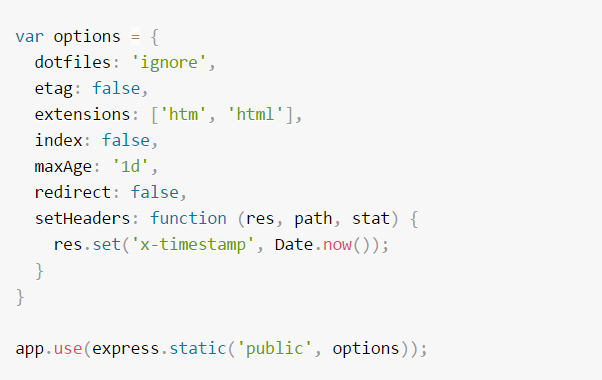 var options = {
  dotfiles: 'ignore',
  etag: false,
  extensions: ['htm', 'html'],
  index: false,
  maxAge: '1d',
  redirect: false,
  setHeaders: function (res, path, stat) {
    res.set('x-timestamp', Date.now());
  }
}

app.use(express.static('public', options));